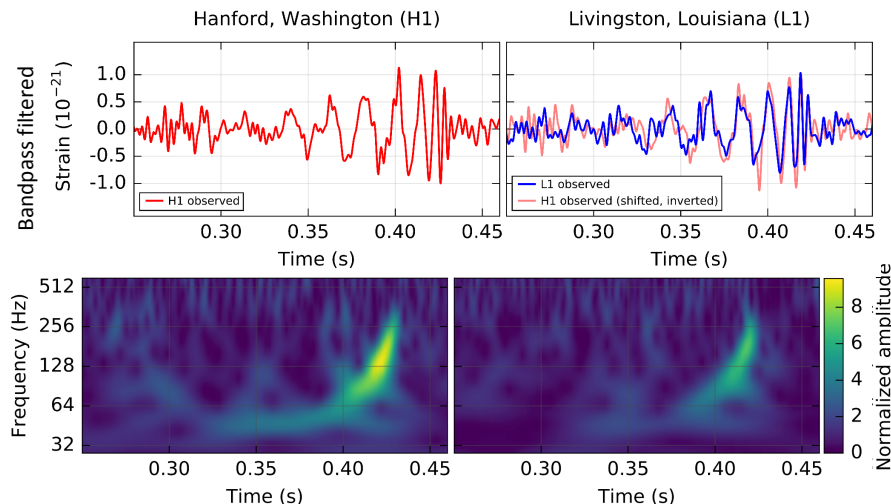 Hanford, Washington (H1)
Livingston, Louisiana (L1)
Bandpass filtered
Strain (10⁻²¹)
1.0
0.5
0.0
-0.5
-1.0
H1 observed
L1 observed
H1 observed (shifted, inverted)
0.30 0.35 0.40 0.45
0.30 0.35 0.40 0.45
Time (s)
Time (s)
Frequency (Hz)
512
256
128
64
32
0.30 0.35 0.40 0.45
0.30 0.35 0.40 0.45
Time (s)
Time (s)
8
6
4
2
0
Normalized amplitude